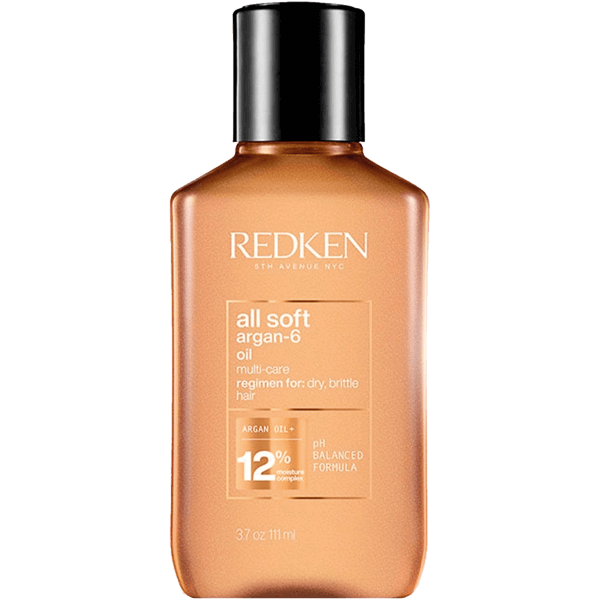 REDKEN
5TH AVENUE NYC
all soft
argan-6
oil
multi-care
regimen for: dry, brittle
hair
ARGAN OIL+
12%
moisture
complex
pH
BALANCED
FORMULA
3.7 oz 111 ml